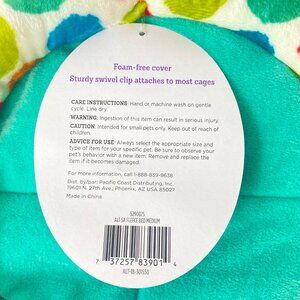 Foam-free cover
Sturdy swivel clip attaches to most cages
CARE INSTRUCTIONS: Hand or machine wash on gentle
cycle. Line dry.
WARNING: Ingestion of this item can result in serious injury.
CAUTION: Intended for small pets only. Keep out of reach of
children.
ADVICE FOR USE: Always select the appropriate size and
type of item for your specific pet. Be sure to observe your
pet's behavior with a new item. Remove and replace the
item if it becomes damaged.
For information, call 1-888-839-9638
Dist. by/par: Pacific Coast Distributing, Inc.
19601 N. 27th Ave., Phoenix, AZ USA 85027
Made in China
5290025
ALT SA FLEECE BED MEDIUM
7 37257 83901 4
ALT-18-301550